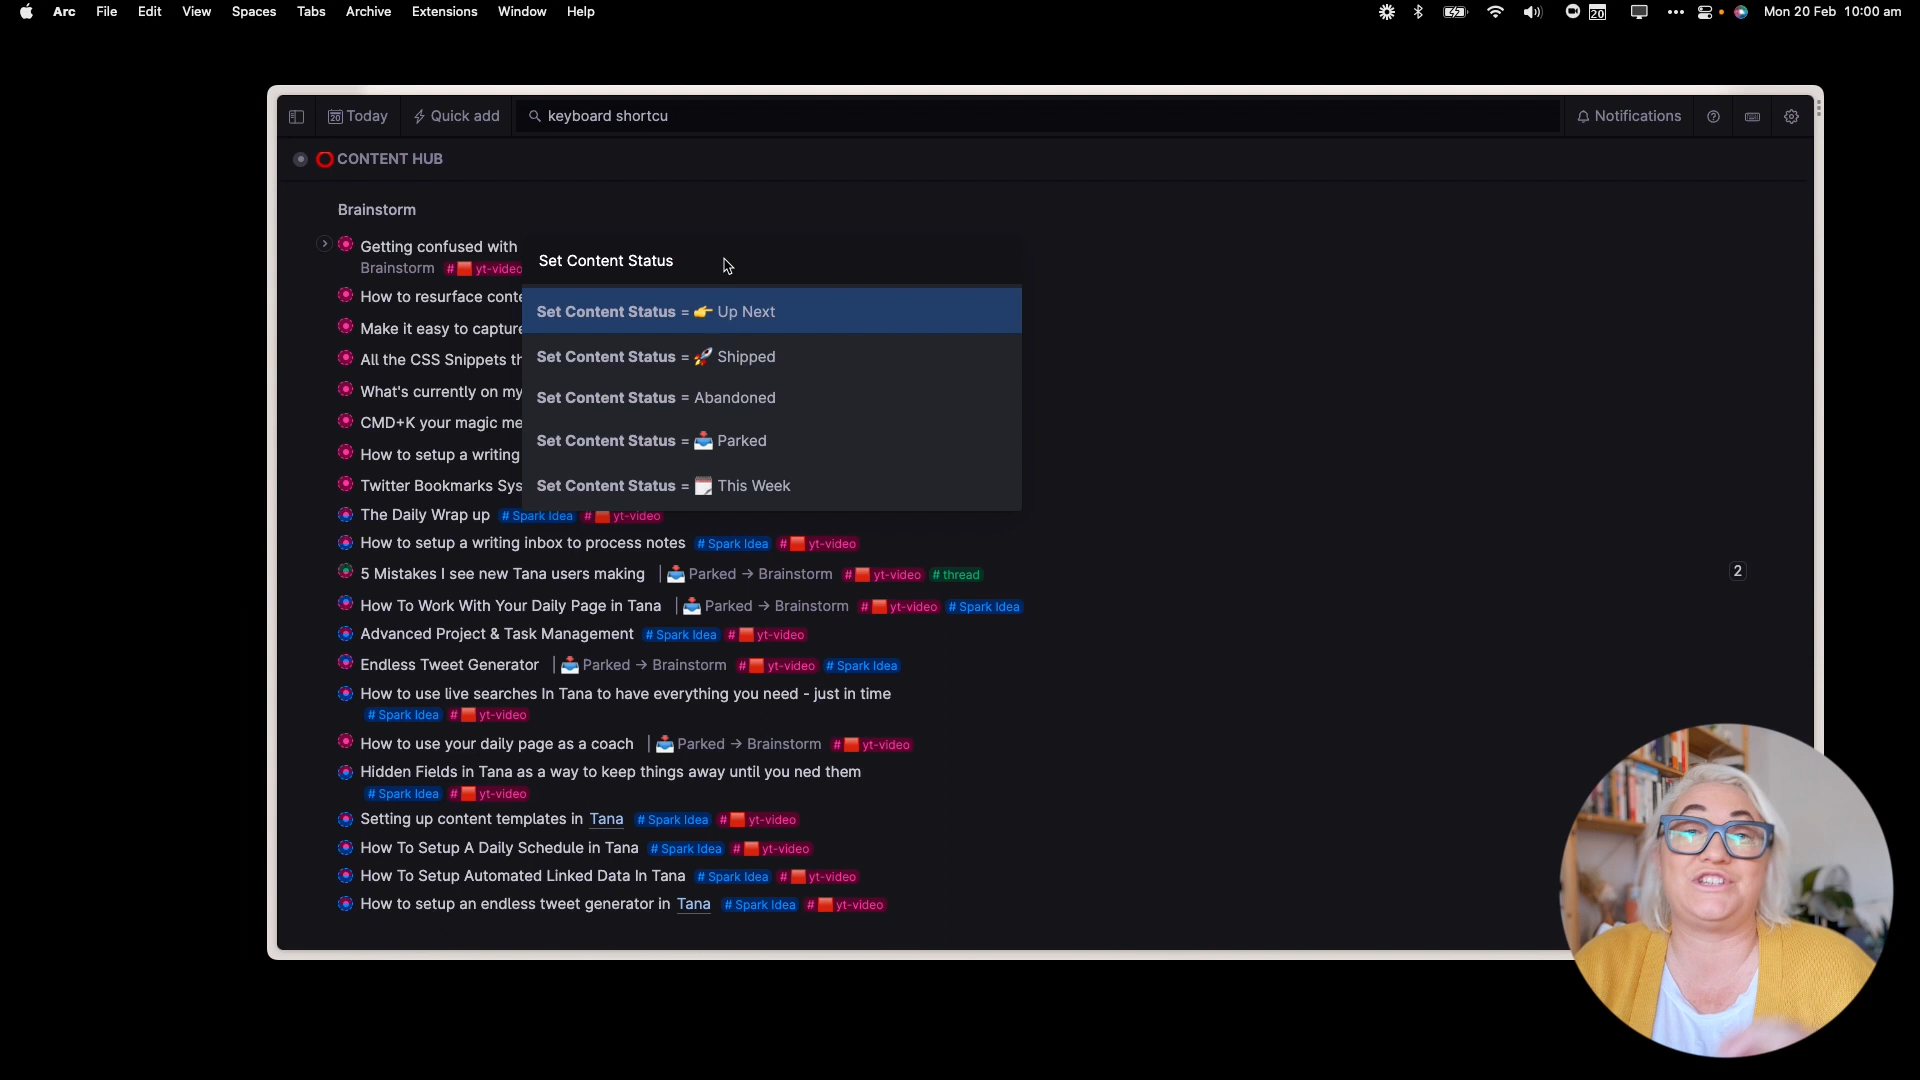 Arc File Edit View Spaces Tabs Archive Extensions Window Help 20 Mon 20 Feb 10:00 am
20 Today Quick add keyboard shortcu Notifications
CONTENT HUB
Brainstorm
Getting confused with
Brainstorm # yt-video
Set Content Status
How to resurface conte
Set Content Status = 👉 Up Next
Make it easy to capture
All the CSS Snippets th
Set Content Status = 🚀 Shipped
What's currently on my
Set Content Status = Abandoned
CMD+K your magic me
Set Content Status = 📥 Parked
How to setup a writing
Twitter Bookmarks Sys
Set Content Status = 🗓 This Week
The Daily Wrap up # Spark Idea # yt-video
How to setup a writing inbox to process notes # Spark Idea # 🟥 yt-video
5 Mistakes I see new Tana users making | 📥 Parked → Brainstorm # 🟥 yt-video # thread 2
How To Work With Your Daily Page in Tana | 📥 Parked → Brainstorm # 🟥 yt-video # Spark Idea
Advanced Project & Task Management # Spark Idea # 🟥 yt-video
Endless Tweet Generator | 📥 Parked → Brainstorm # 🟥 yt-video # Spark Idea
How to use live searches In Tana to have everything you need - just in time
# Spark Idea # 🟥 yt-video
How to use your daily page as a coach | 📥 Parked → Brainstorm # 🟥 yt-video
Hidden Fields in Tana as a way to keep things away until you ned them
# Spark Idea # 🟥 yt-video
Setting up content templates in Tana # Spark Idea # 🟥 yt-video
How To Setup A Daily Schedule in Tana # Spark Idea # 🟥 yt-video
How To Setup Automated Linked Data In Tana # Spark Idea # 🟥 yt-video
How to setup an endless tweet generator in Tana # Spark Idea # 🟥 yt-video